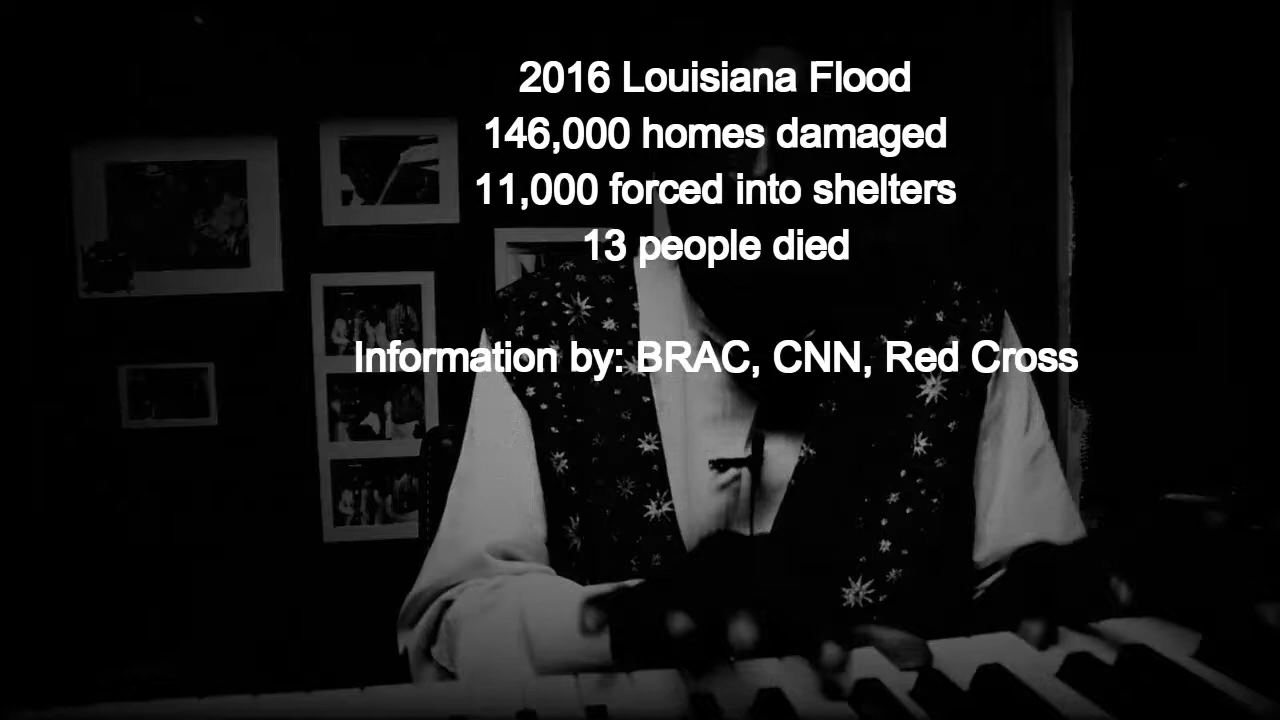 2016 Louisiana Flood
146,000 homes damaged
11,000 forced into shelters
13 people died
Information by: BRAC, CNN, Red Cross